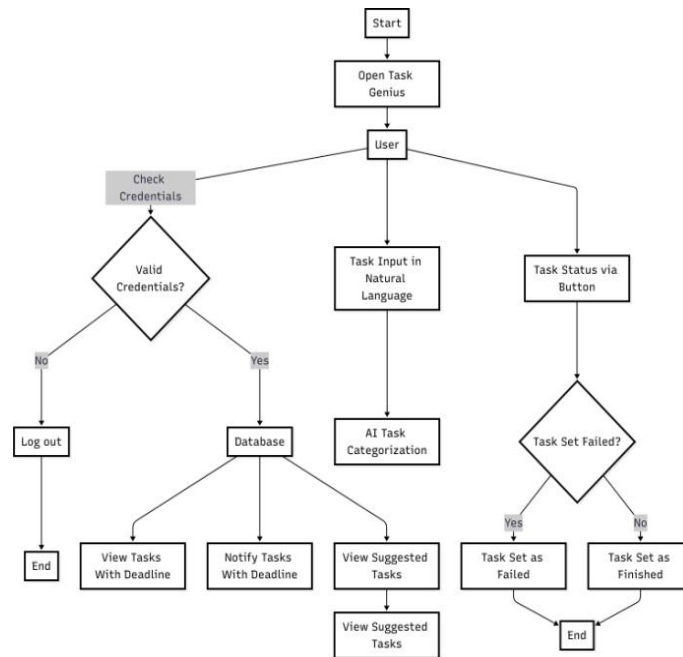 Start
Open Task
Genius
User
Check
Credentials
Valid
Credentials?
Task Input in
Natural
Language
Task Status via
Button
No
Yes
Log out
Database
AI Task
Categorization
Task Set Failed?
Yes
No
End
View Tasks
With Deadline
Notify Tasks
With Deadline
View Suggested
Tasks
Task Set as
Failed
Task Set as
Finished
View Suggested
Tasks
End